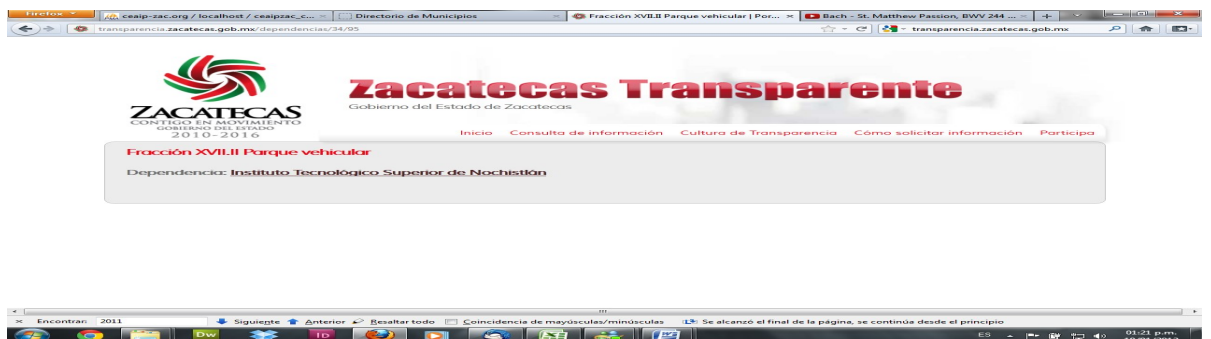 Firefox
ceaip-zac.org / localhost / ceaipzac_c...
Directorio de Municipios
Fracción XVII.II Parque vehicular | Por...
Bach - St. Matthew Passion, BWV 244 ...
transparencia.zacatecas.gob.mx/dependencias/34/95
transparencia.zacatecas.gob.mx
ZACATECAS
CONTIGO EN MOVIMIENTO
GOBIERNO DEL ESTADO
2010-2016
Zacatecas Transparente
Gobierno del Estado de Zacatecas
Inicio Consulta de información Cultura de Transparencia Cómo solicitar información Participa
Fracción XVII.II Parque vehicular
Dependencia: Instituto Tecnológico Superior de Nochistlán
Encontrar: 2011 Siguiente Anterior Resaltar todo Coincidencia de mayúsculas/minúsculas Se alcanzó el final de la página, se continúa desde el principio
Dw ID ES 01:21 p.m.